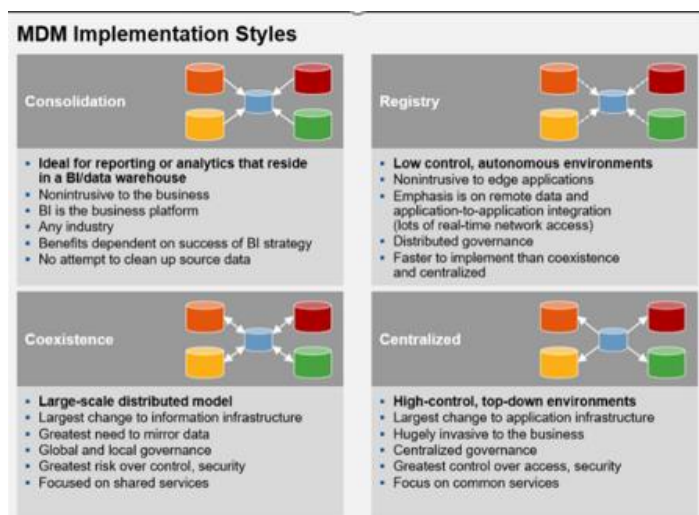 MDM Implementation Styles
Consolidation
Ideal for reporting or analytics that reside
in a BI/data warehouse
Nonintrusive to the business
BI is the business platform
Any industry
Benefits dependent on success of BI strategy
No attempt to clean up source data
Registry
Low control, autonomous environments
Nonintrusive to edge applications
Emphasis is on remote data and
application-to-application integration
(lots of real-time network access)
Distributed governance
Faster to implement than coexistence
and centralized
Coexistence
Large-scale distributed model
Largest change to information infrastructure
Greatest need to mirror data
Global and local governance
Greatest risk over control, security
Focused on shared services
Centralized
High-control, top-down environments
Largest change to application infrastructure
Hugely invasive to the business
Centralized governance
Greatest control over access, security
Focus on common services